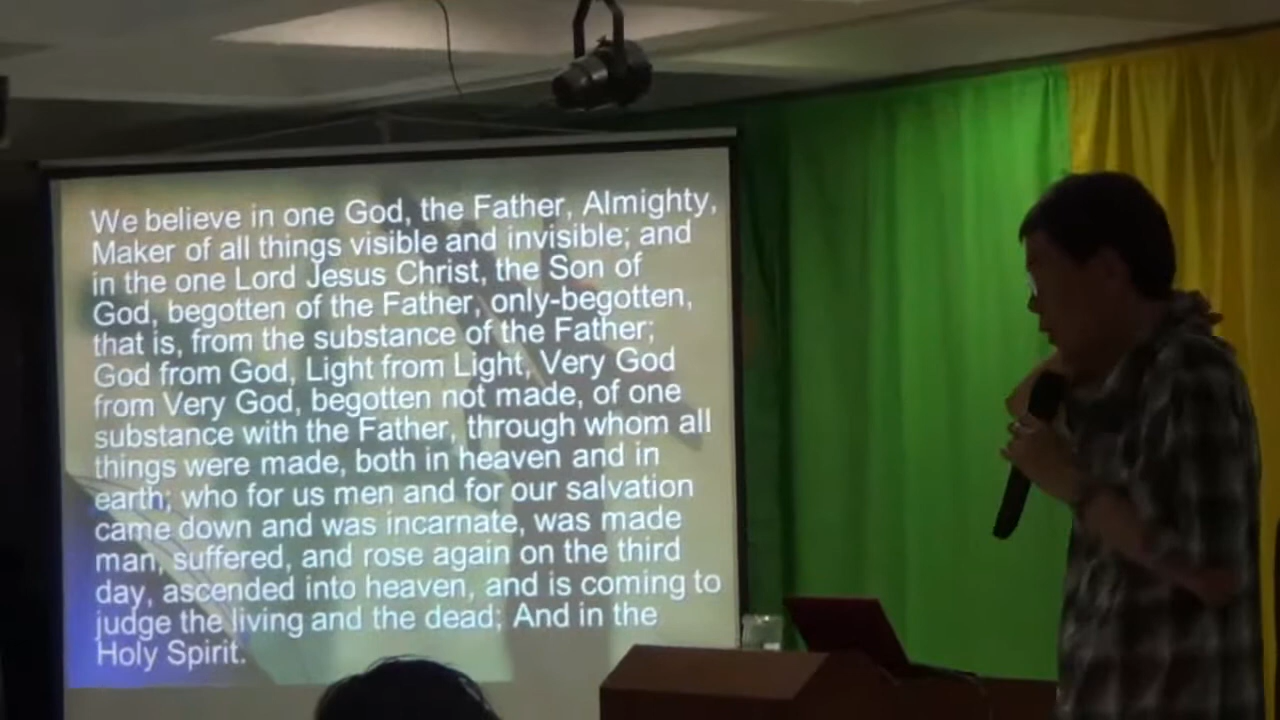 We believe in one God, the Father, Almighty,
Maker of all things visible and invisible; and
in the one Lord Jesus Christ, the Son of
God, begotten of the Father, only-begotten,
that is, from the substance of the Father;
God from God, Light from Light, Very God
from Very God, begotten not made, of one
substance with the Father, through whom all
things were made, both in heaven and in
earth; who for us men and for our salvation
came down and was incarnate, was made
man, suffered, and rose again on the third
day, ascended into heaven, and is coming to
judge the living and the dead; And in the
Holy Spirit.